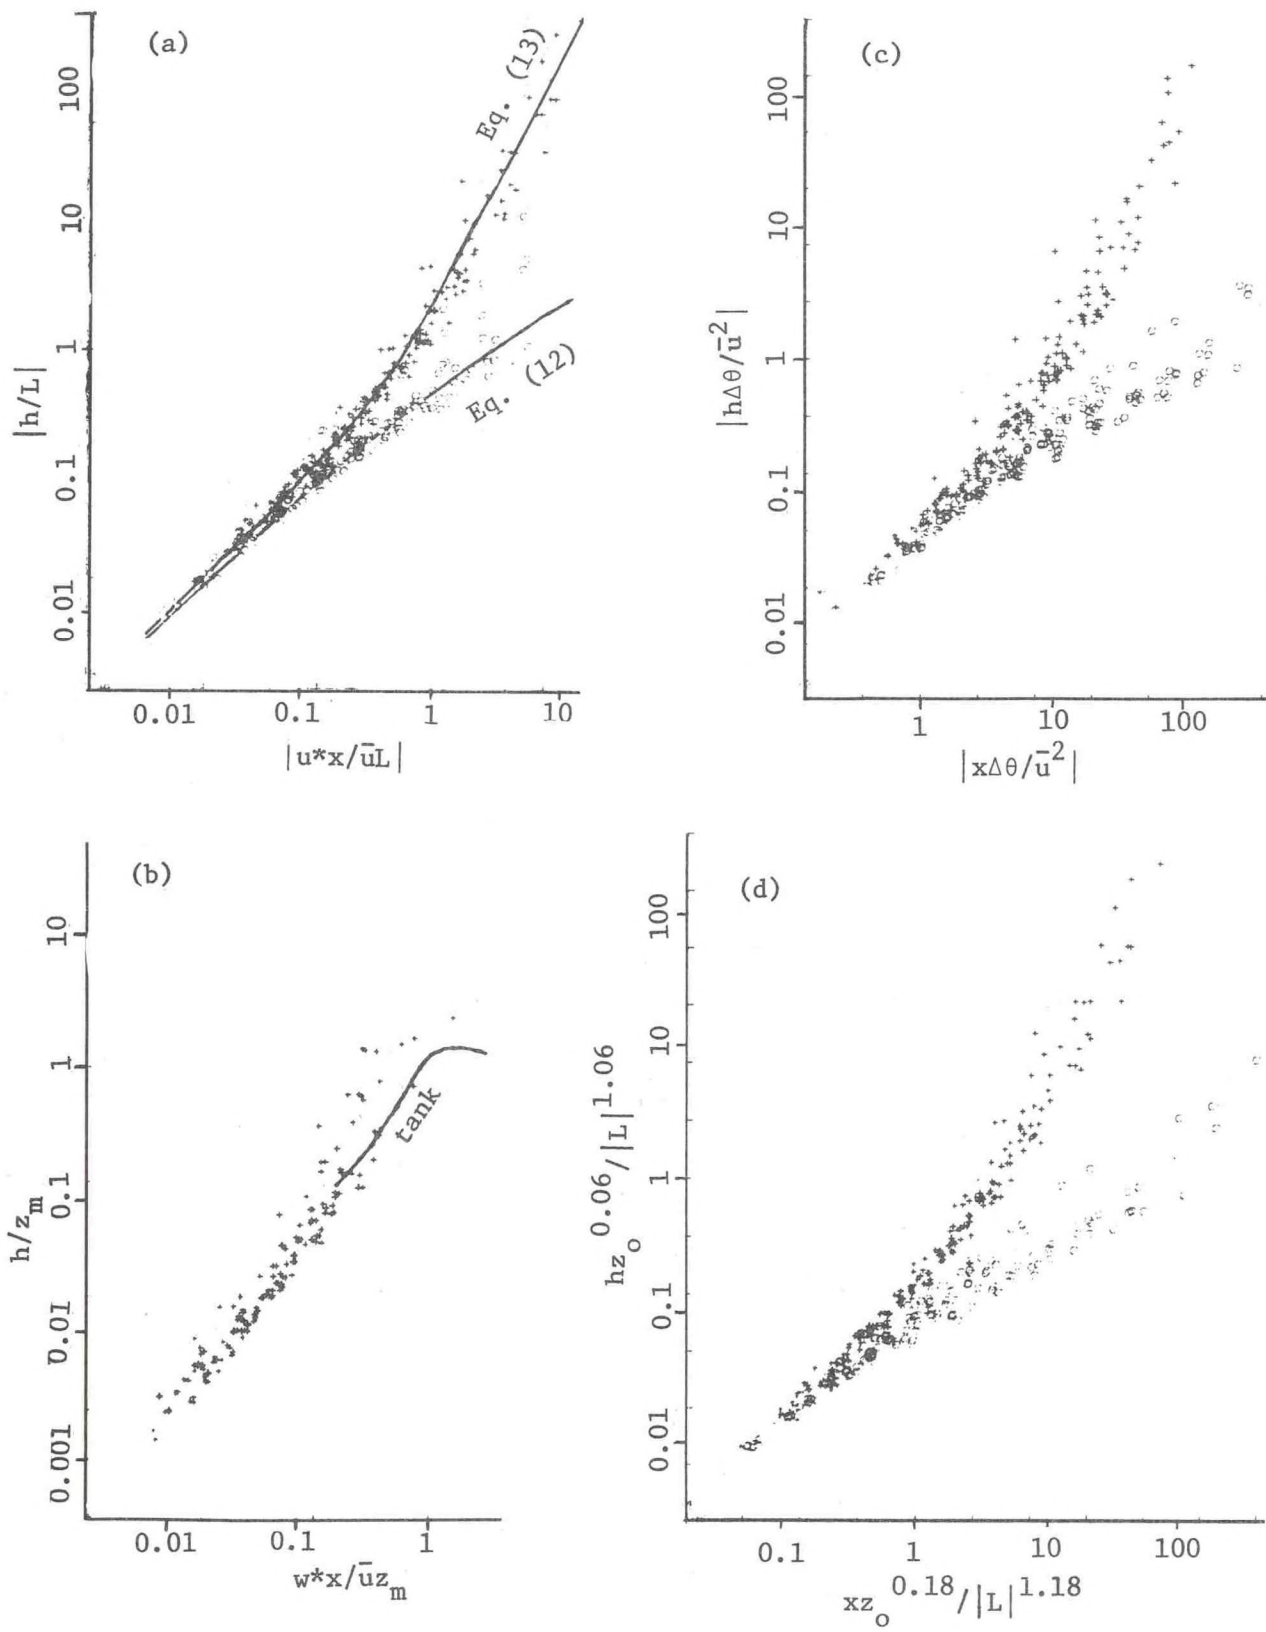 (a)
100
10
1
0.1
0.01
|h/L|
Eq. (13)
Eq. (12)
0.01 0.1 1 10
|u*x/ūL|
(c)
100
10
1
0.1
0.01
|hΔθ/ū²|
1 10 100
|xΔθ/ū²|
(b)
10
1
0.1
0.01
0.001
h/z_m
tank
0.01 0.1 1
w*x/ūz_m
(d)
100
10
1
0.1
0.01
hz_o^0.06/|L|^1.06
0.1 1 10 100
xz_o^0.18/|L|^1.18